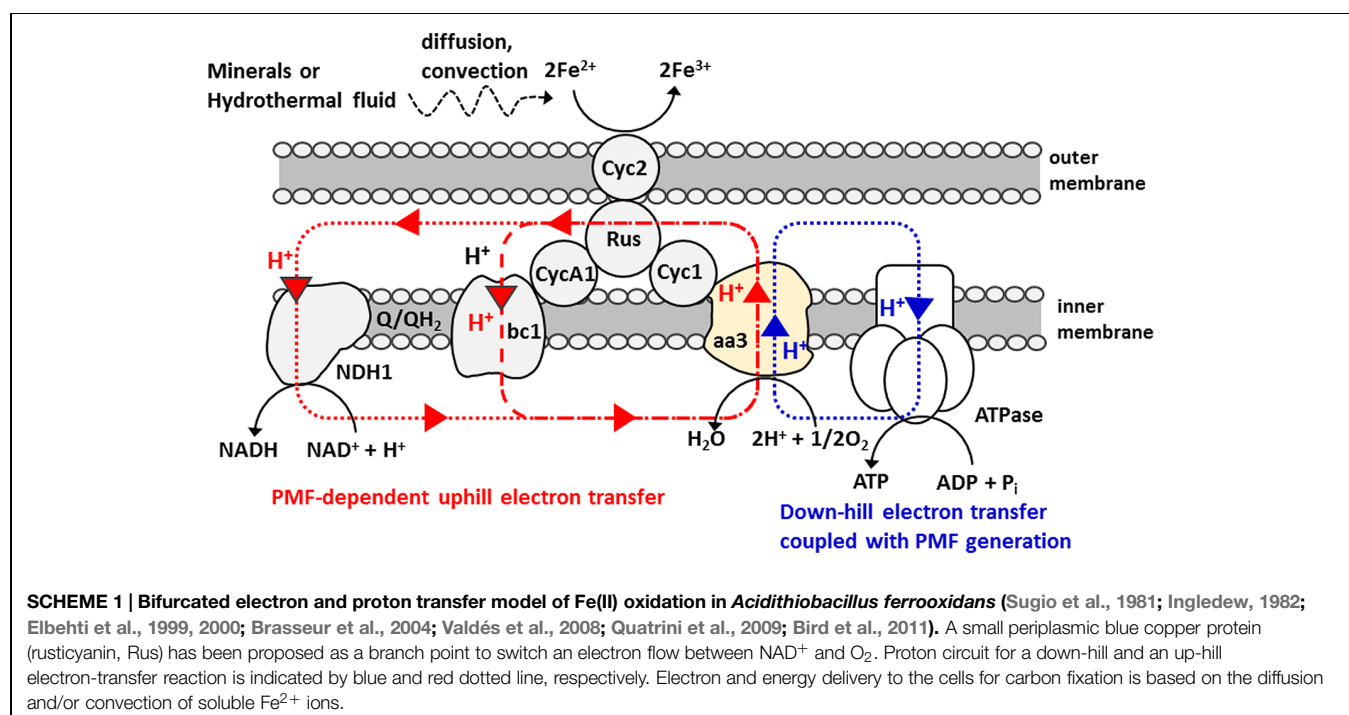 diffusion,
convection
Minerals or
Hydrothermal fluid
2Fe²⁺
2Fe³⁺
Cyc2
outer
membrane
Rus
H⁺
H⁺
CycA1
Cyc1
H⁺
H⁺
inner
membrane
Q/QH₂
H⁺
bc1
aa3
H⁺
NDH1
ATPase
NADH
NAD⁺ + H⁺
H₂O
2H⁺ + 1/2O₂
ATP
ADP + Pᵢ
PMF-dependent uphill electron transfer
Down-hill electron transfer
coupled with PMF generation
SCHEME 1 | Bifurcated electron and proton transfer model of Fe(II) oxidation in Acidithiobacillus ferrooxidans (Sugio et al., 1981; Ingledew, 1982;
Elbehti et al., 1999, 2000; Brasseur et al., 2004; Valdés et al., 2008; Quatrini et al., 2009; Bird et al., 2011). A small periplasmic blue copper protein
(rusticyanin, Rus) has been proposed as a branch point to switch an electron flow between NAD⁺ and O₂. Proton circuit for a down-hill and an up-hill
electron-transfer reaction is indicated by blue and red dotted line, respectively. Electron and energy delivery to the cells for carbon fixation is based on the diffusion
and/or convection of soluble Fe²⁺ ions.